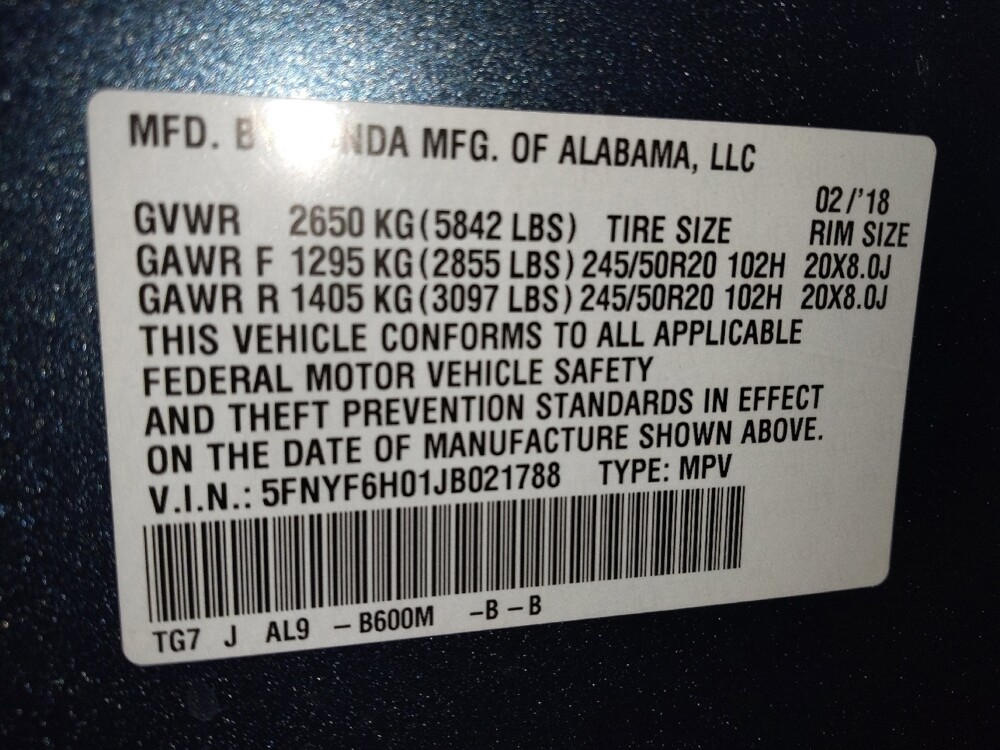 MFD. B NDA MFG. OF ALABAMA, LLC
02/'18
GVWR 2650 KG (5842 LBS) TIRE SIZE RIM SIZE
GAWR F 1295 KG (2855 LBS) 245/50R20 102H 20X8.0J
GAWR R 1405 KG (3097 LBS) 245/50R20 102H 20X8.0J
THIS VEHICLE CONFORMS TO ALL APPLICABLE
FEDERAL MOTOR VEHICLE SAFETY
AND THEFT PREVENTION STANDARDS IN EFFECT
ON THE DATE OF MANUFACTURE SHOWN ABOVE.
V.I.N.: 5FNYF6H01JB021788 TYPE: MPV
TG7 J AL9 - B600M -B - B